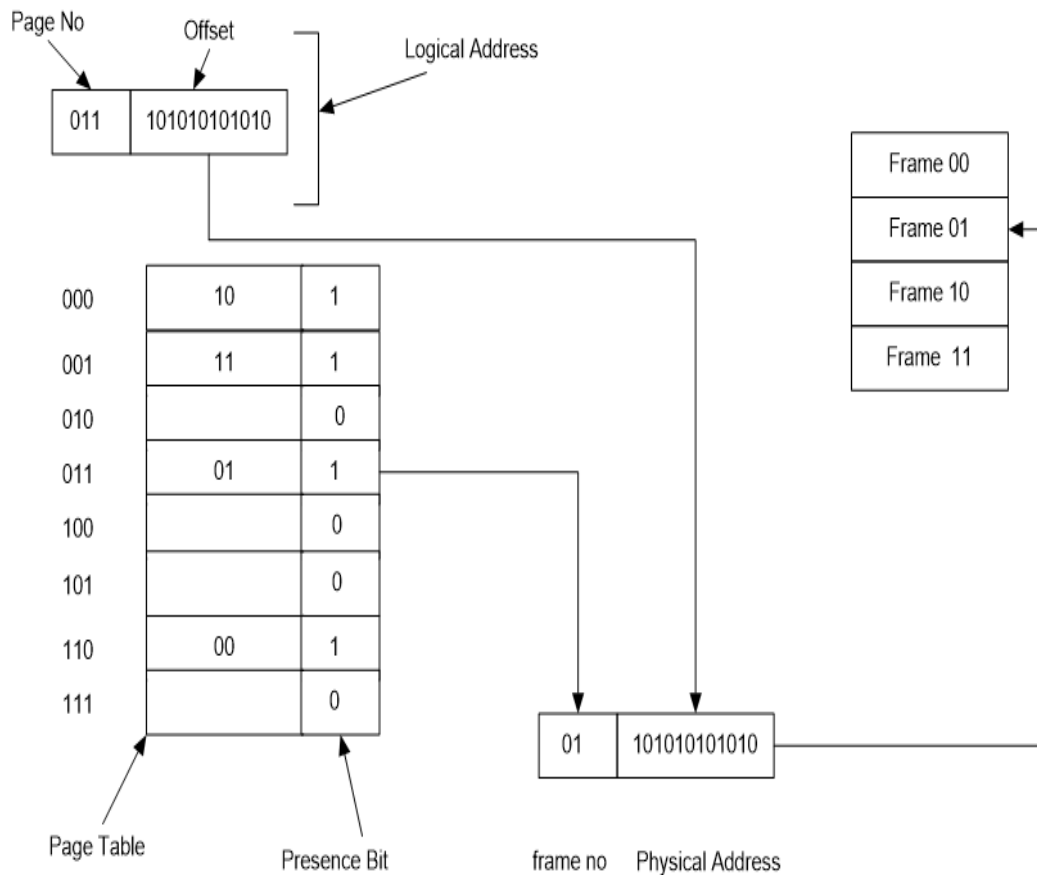 Page No
Offset
Logical Address
011 101010101010
Frame 00
Frame 01
Frame 10
Frame 11
000 10 1
001 11 1
010 0
011 01 1
100 0
101 0
110 00 1
111 0
01 101010101010
Page Table
Presence Bit
frame no
Physical Address